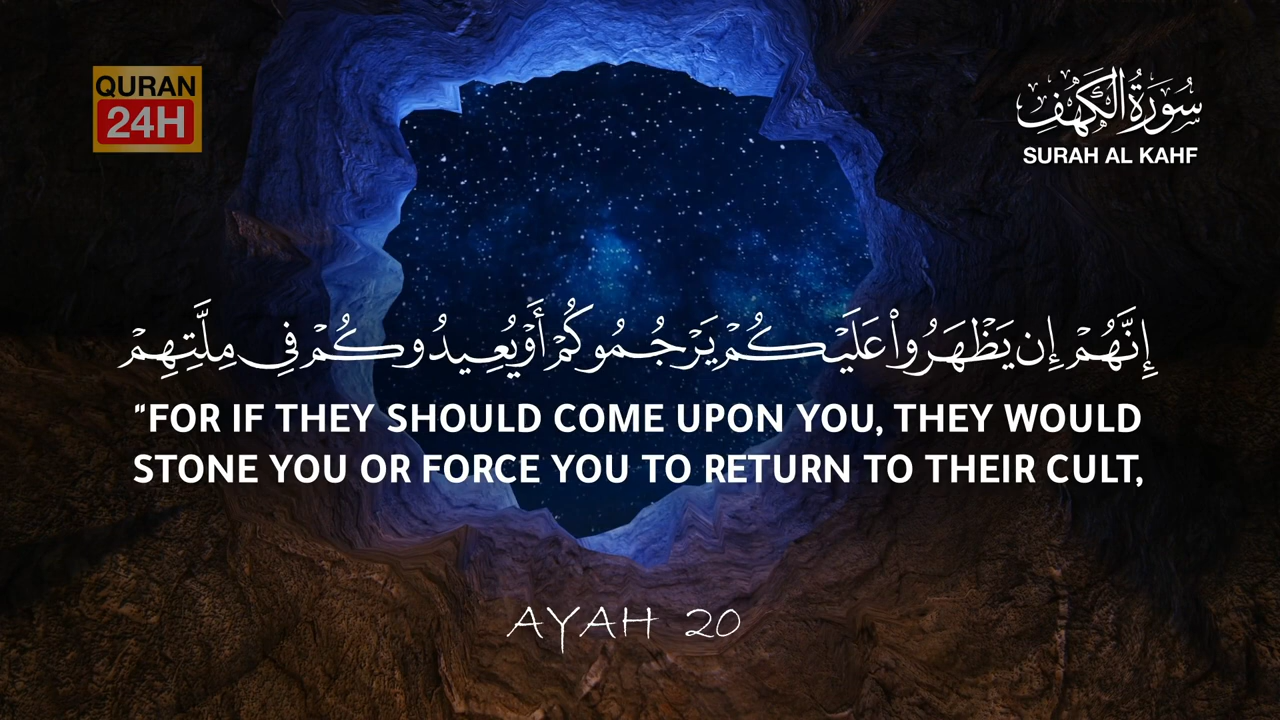 QURAN
24H
سُورَةُ الْكَهْفِ
SURAH AL KAHF
إِنَّهُمْ إِن يَظْهَرُوا۟ عَلَيْكُمْ يَرْجُمُوكُمْ أَوْ يُعِيدُوكُمْ فِى مِلَّتِهِمْ
"FOR IF THEY SHOULD COME UPON YOU, THEY WOULD
STONE YOU OR FORCE YOU TO RETURN TO THEIR CULT,
AYAH 20